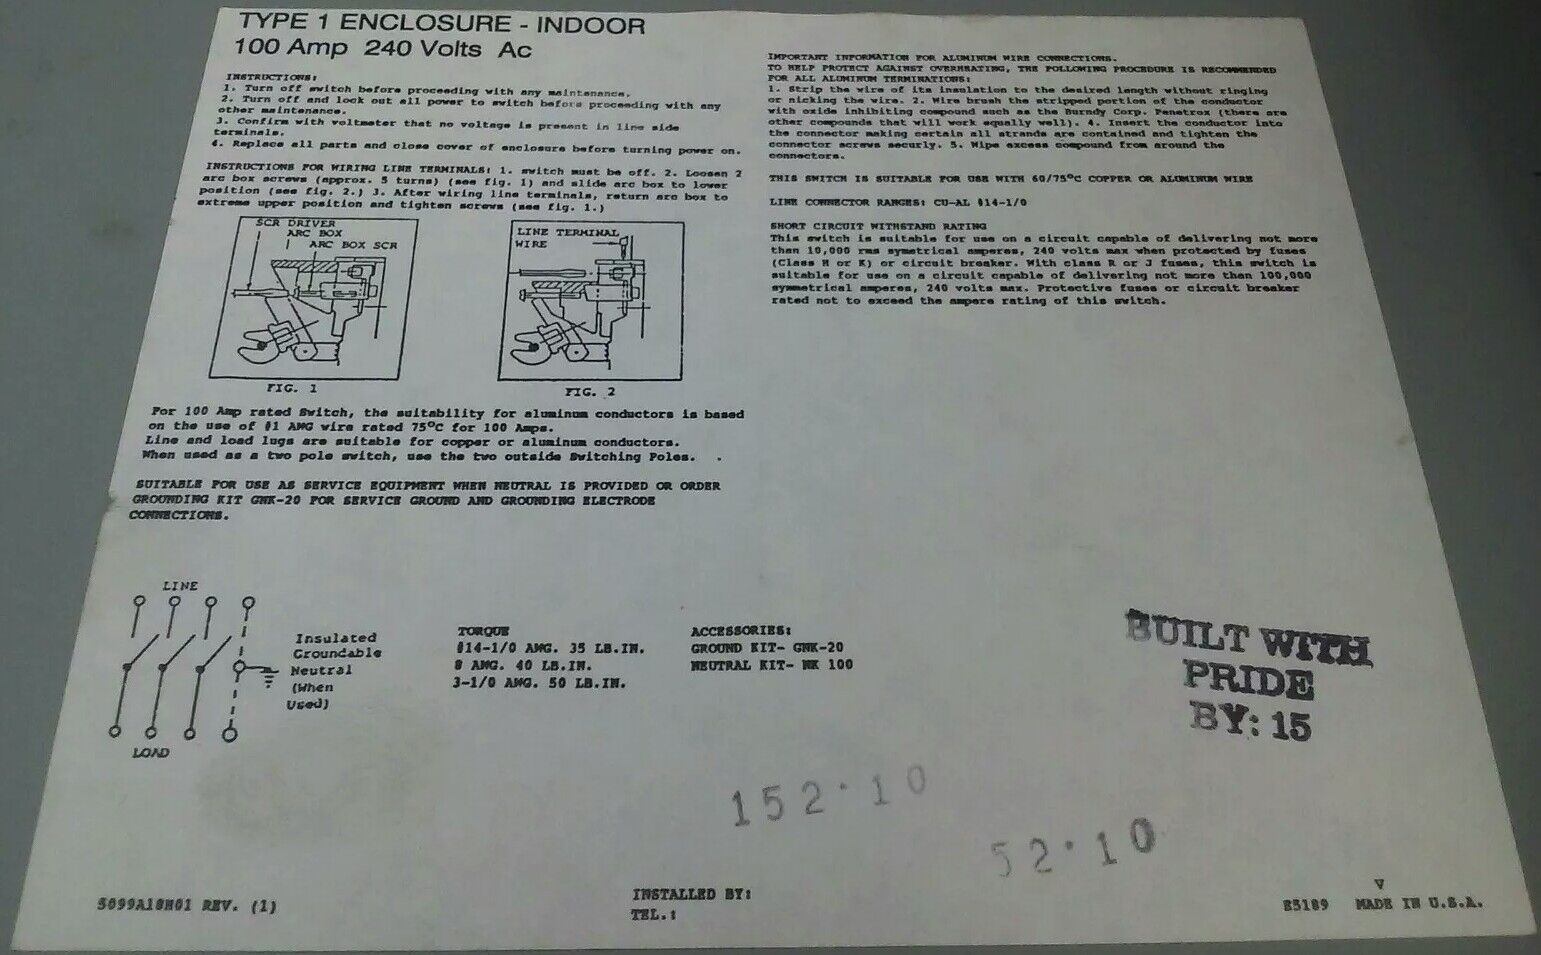 TYPE 1 ENCLOSURE - INDOOR
100 Amp 240 Volts Ac
INSTRUCTIONS:
1. Turn off switch before proceeding with any maintenance.
2. Turn off and lock out all power to switch before proceeding with any
other maintenance.
3. Confirm with voltmeter that no voltage is present in line side
terminals.
4. Replace all parts and close cover of enclosure before turning power on.
INSTRUCTIONS FOR WIRING LINE TERMINALS: 1. switch must be off. 2. Loosen 2
arc box screws (approx. 5 turns) (see fig. 1) and slide arc box to lower
position (see fig. 2.) 3. After wiring line terminals, return arc box to
extreme upper position and tighten screws (see fig. 1.)
SCR DRIVER
ARC BOX
ARC BOX SCR
FIG. 1
LINE TERMINAL
WIRE
FIG. 2
For 100 Amp rated Switch, the suitability for aluminum conductors is based
on the use of #1 AWG wire rated 75°C for 100 Amps.
Line and load lugs are suitable for copper or aluminum conductors.
When used as a two pole switch, use the two outside Switching Poles.
SUITABLE FOR USE AS SERVICE EQUIPMENT WHEN NEUTRAL IS PROVIDED OR ORDER
GROUNDING KIT GNK-20 FOR SERVICE GROUND AND GROUNDING ELECTRODE
CONNECTIONS.
IMPORTANT INFORMATION FOR ALUMINUM WIRE CONNECTIONS.
TO HELP PROTECT AGAINST OVERHEATING, THE FOLLOWING PROCEDURE IS RECOMMENDED
FOR ALL ALUMINUM TERMINATIONS:
1. Strip the wire of its insulation to the desired length without ringing
or nicking the wire. 2. Wire brush the stripped portion of the conductor
with oxide inhibiting compound such as the Burndy Corp. Penetrox (there are
other compounds that will work equally well). 4. Insert the conductor into
the connector making certain all strands are contained and tighten the
connector screws securly. 5. Wipe excess compound from around the
connectors.
THIS SWITCH IS SUITABLE FOR USE WITH 60/75°C COPPER OR ALUMINUM WIRE
LINE CONNECTOR RANGES: CU-AL #14-1/0
SHORT CIRCUIT WITHSTAND RATING
This switch is suitable for use on a circuit capable of delivering not more
than 10,000 rms symetrical amperes, 240 volts max when protected by fuses
(Class H or K) or circuit breaker. With class R or J fuses, this switch is
suitable for use on a circuit capable of delivering not more than 100,000
symmetrical amperes, 240 volts max. Protective fuses or circuit breaker
rated not to exceed the ampere rating of this switch.
LINE
Insulated
Groundable
Neutral
(When
Used)
LOAD
TORQUE
#14-1/0 AWG. 35 LB.IN.
8 AWG. 40 LB.IN.
3-1/0 AWG. 50 LB.IN.
ACCESSORIES:
GROUND KIT- GNK-20
NEUTRAL KIT- NK 100
BUILT WITH
PRIDE
BY: 15
152·10
52·10
5099A18H01 REV. (1)
INSTALLED BY:
TEL.:
V
E5189 MADE IN U.S.A.